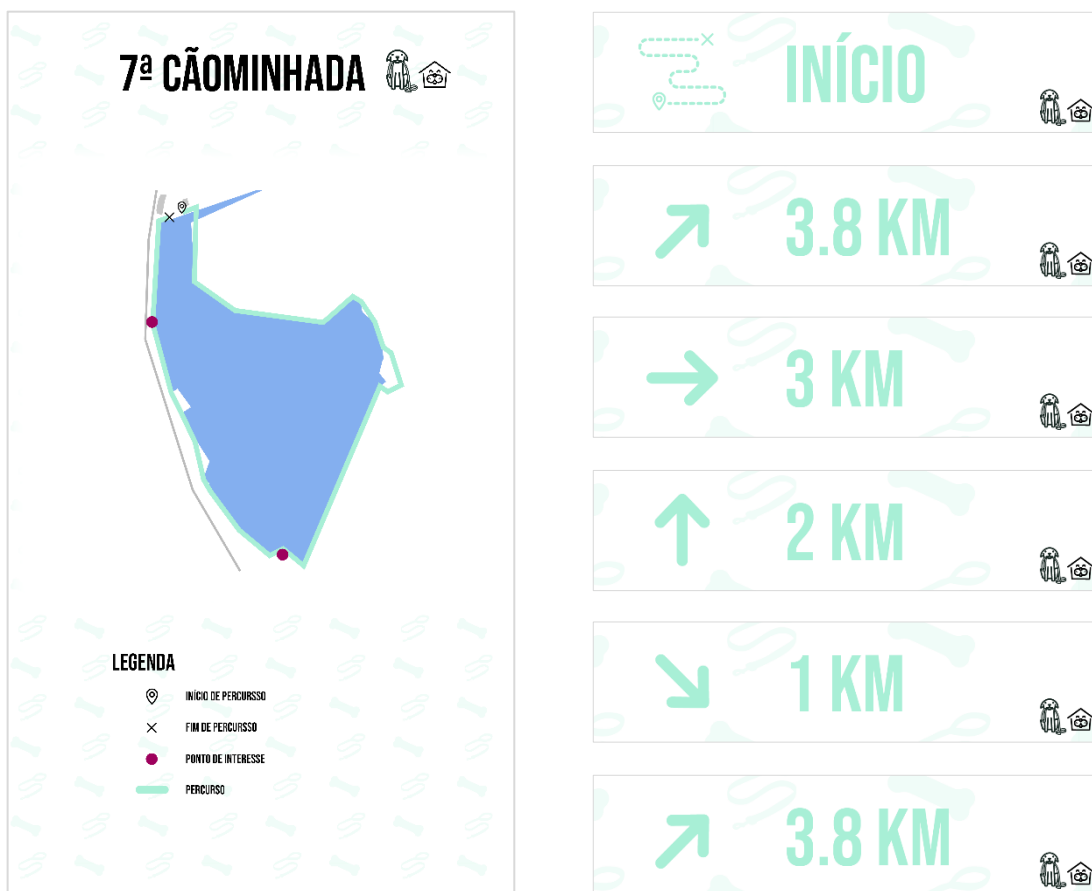 7ª CÃOMINHADA
LEGENDA
INÍCIO DE PERCURSSO
FIM DE PERCURSSO
PONTO DE INTERESSE
PERCURSO
INÍCIO
3.8 KM
3 KM
2 KM
1 KM
3.8 KM